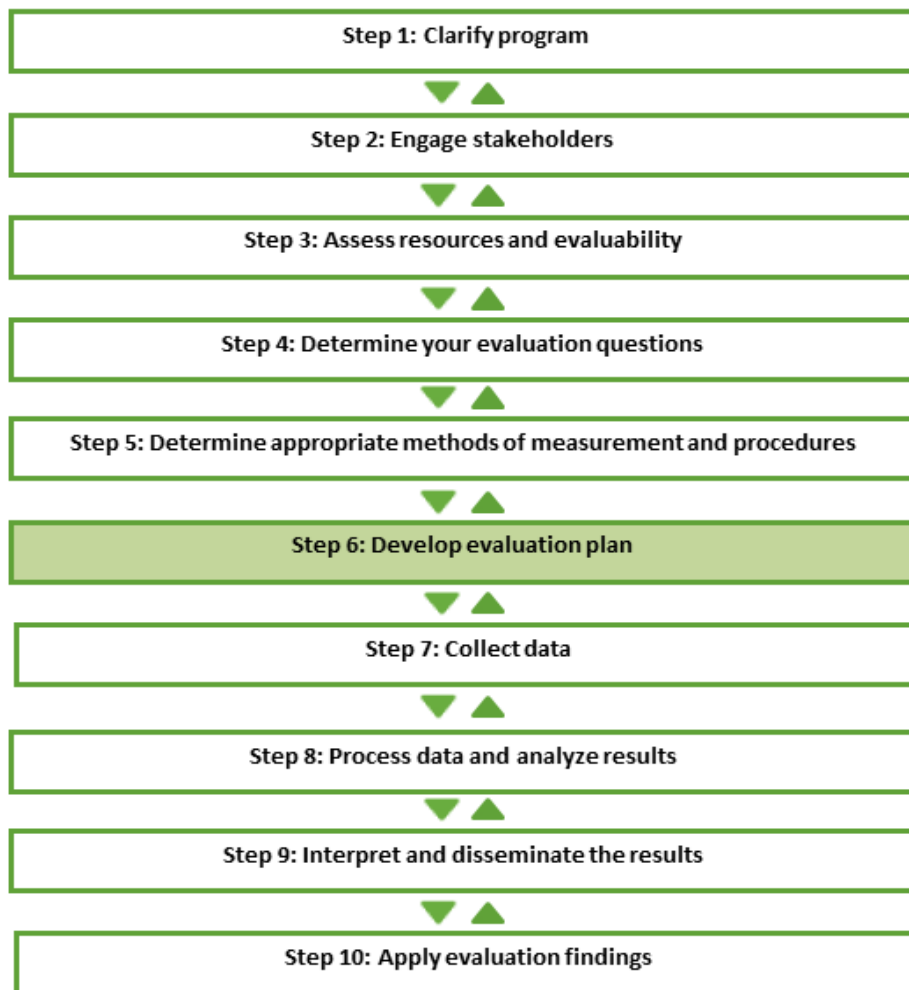 Step 1: Clarify program
Step 2: Engage stakeholders
Step 3: Assess resources and evaluability
Step 4: Determine your evaluation questions
Step 5: Determine appropriate methods of measurement and procedures
Step 6: Develop evaluation plan
Step 7: Collect data
Step 8: Process data and analyze results
Step 9: Interpret and disseminate the results
Step 10: Apply evaluation findings